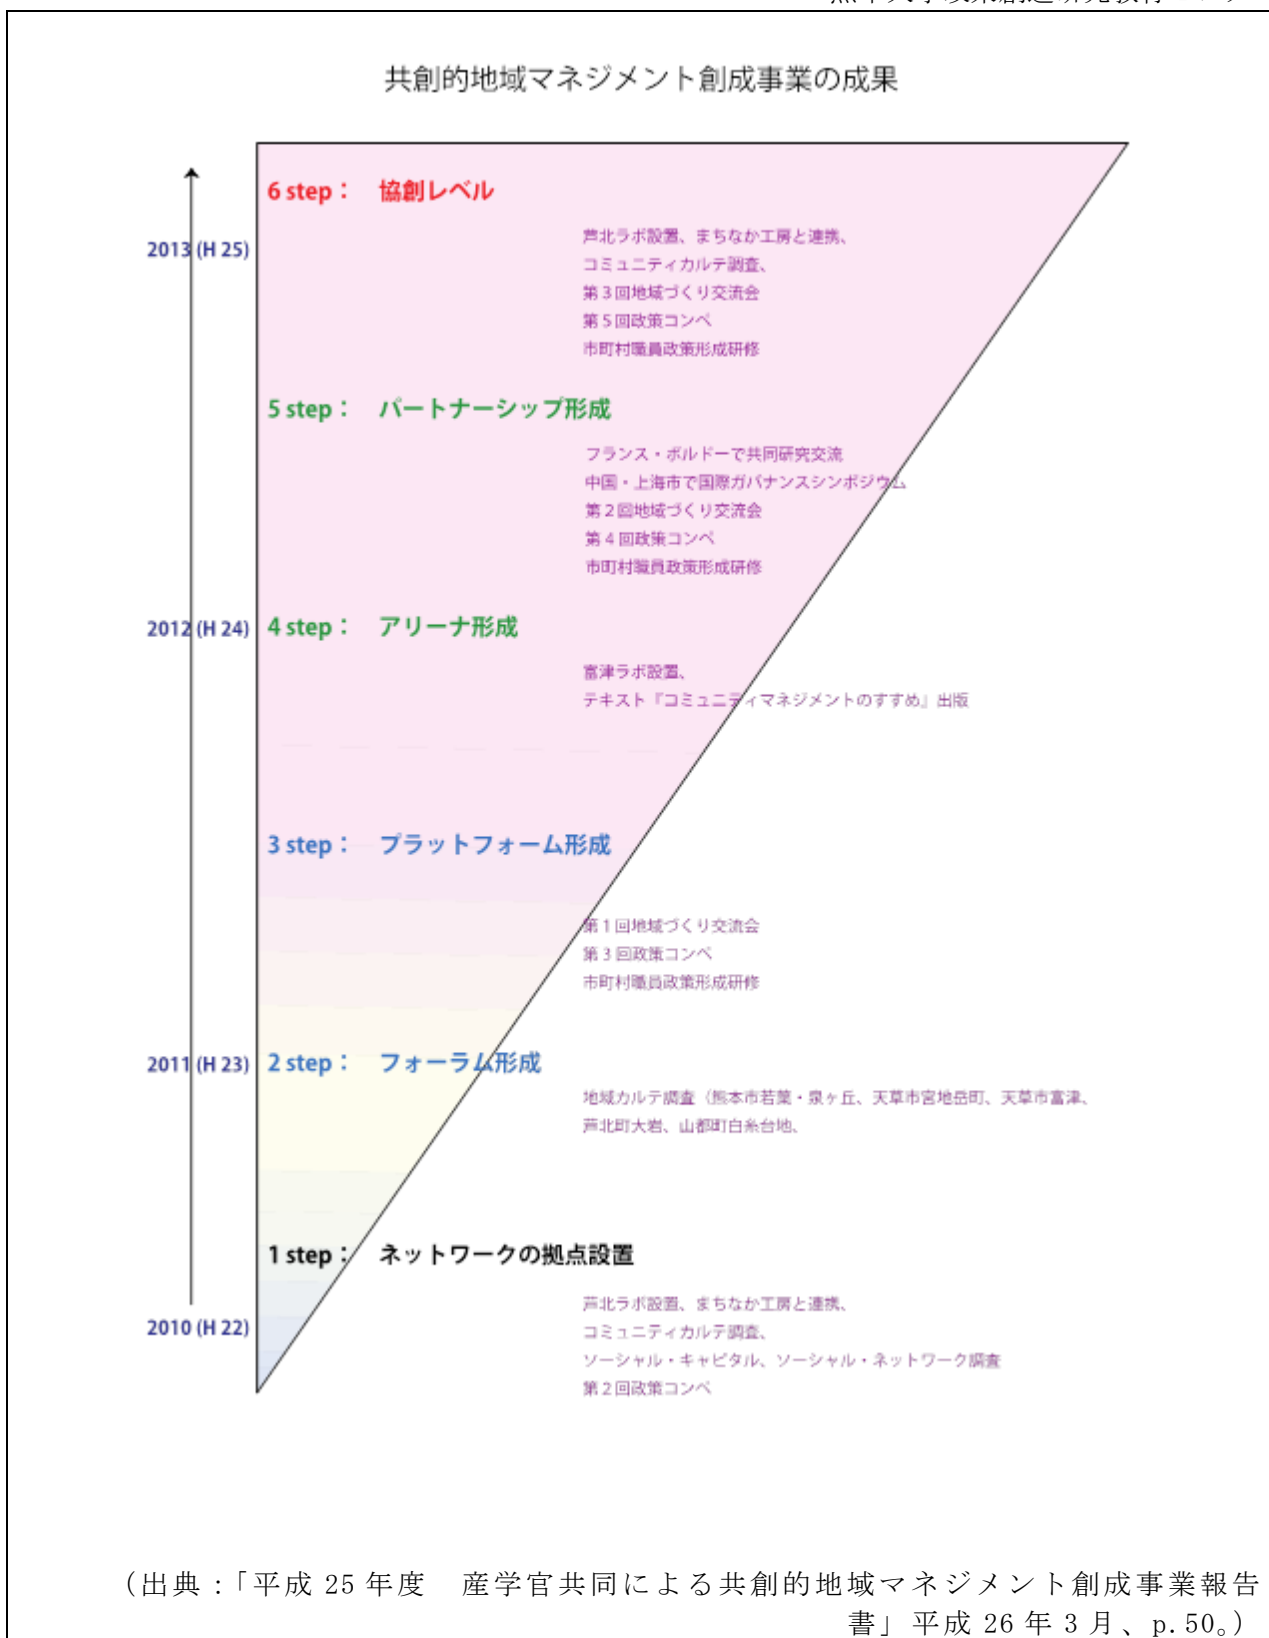 共創的地域マネジメント創成事業の成果
6 step： 協創レベル
2013 (H 25)
芦北ラボ設置、まちなか工房と連携、
コミュニティカルテ調査、
第３回地域づくり交流会
第５回政策コンペ
市町村職員政策形成研修
5 step： パートナーシップ形成
フランス・ボルドーで共同研究交流
中国・上海市で国際ガバナンスシンポジウム
第２回地域づくり交流会
第４回政策コンペ
市町村職員政策形成研修
2012 (H 24)
4 step： アリーナ形成
富津ラボ設置、
テキスト『コミュニティマネジメントのすすめ』出版
3 step： プラットフォーム形成
第１回地域づくり交流会
第３回政策コンペ
市町村職員政策形成研修
2011 (H 23)
2 step： フォーラム形成
地域カルテ調査（熊本市若葉・泉ヶ丘、天草市宮地岳町、天草市富津、
芦北町大岩、山都町白糸台地、
1 step： ネットワークの拠点設置
芦北ラボ設置、まちなか工房と連携、
2010 (H 22)
コミュニティカルテ調査、
ソーシャル・キャピタル、ソーシャル・ネットワーク調査
第２回政策コンペ
（出典：「平成 25 年度　産学官共同による共創的地域マネジメント創成事業報告
書」平成 26 年 3 月、p.50。）